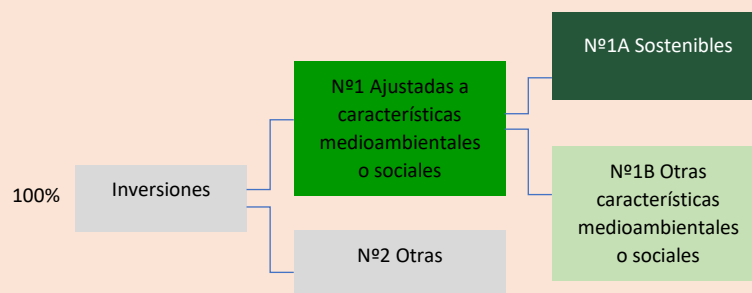 100%
Inversiones
Nº1 Ajustadas a
características
medioambientales
o sociales
Nº2 Otras
Nº1A Sostenibles
Nº1B Otras
características
medioambientales
o sociales